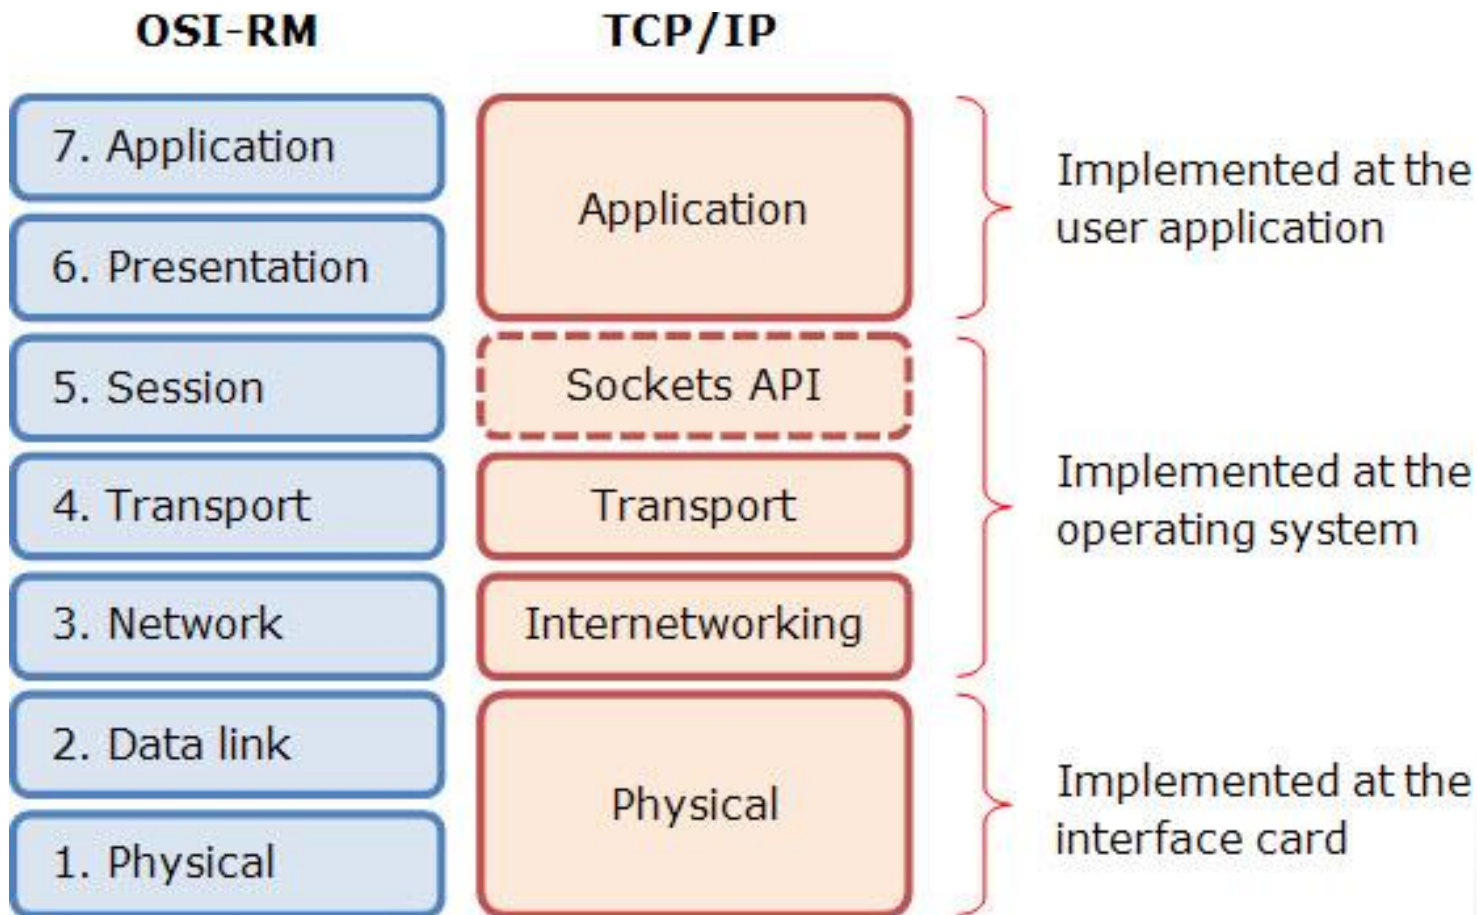 OSI-RM
TCP/IP
7. Application
6. Presentation
5. Session
4. Transport
3. Network
2. Data link
1. Physical
Application
Sockets API
Transport
Internetworking
Physical
Implemented at the
user application
Implemented at the
operating system
Implemented at the
interface card